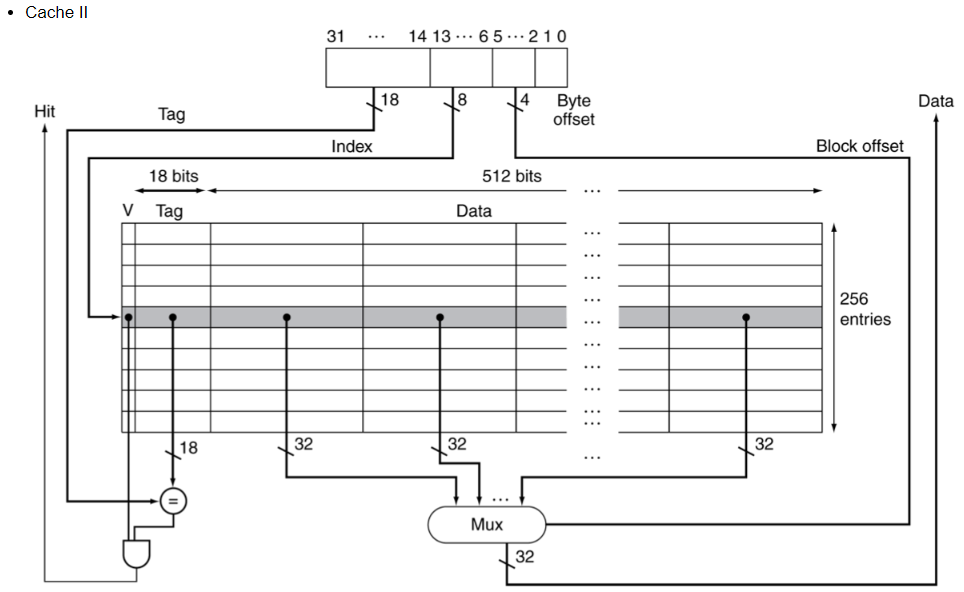 • Cache II
31 ··· 14 13 ··· 6 5 ··· 2 1 0
18 8 4 Byte
offset
Hit
Tag
Data
Index
Block offset
18 bits
512 bits
···
V Tag Data
···
···
···
···
···
···
···
···
···
···
256
entries
18 32 32 32
···
=
···
Mux
32